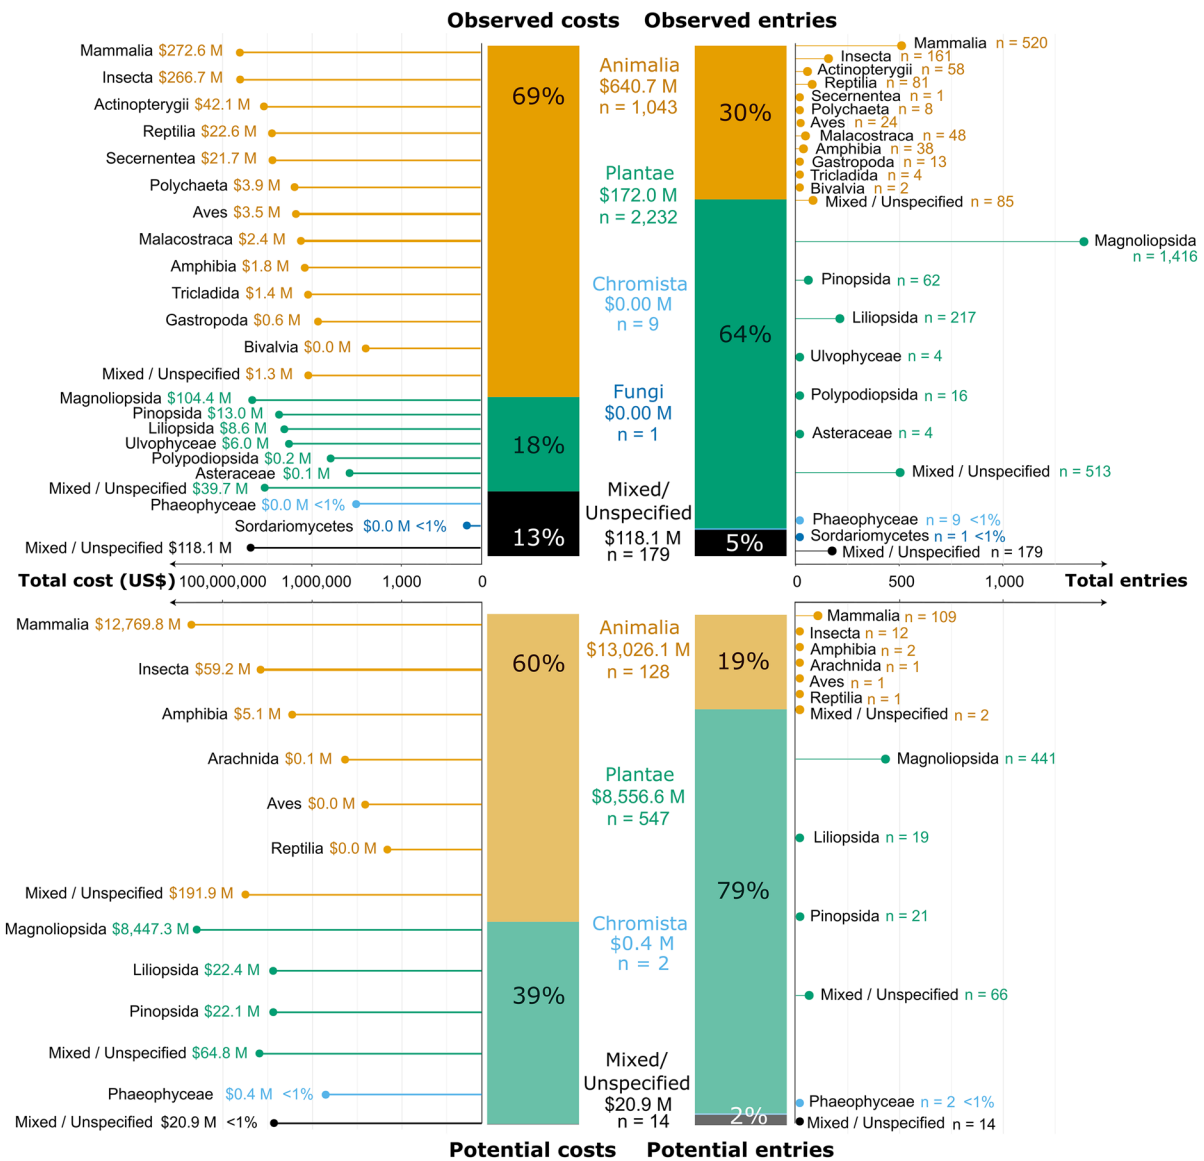 Observed costs
Observed entries
Mammalia $272.6 M
Insecta $266.7 M
Actinopterygii $42.1 M
Reptilia $22.6 M
Secernentea $21.7 M
Polychaeta $3.9 M
Aves $3.5 M
Malacostraca $2.4 M
Amphibia $1.8 M
Tricladida $1.4 M
Gastropoda $0.6 M
Bivalvia $0.0 M
Mixed / Unspecified $1.3 M
Magnoliopsida $104.4 M
Pinopsida $13.0 M
Liliopsida $8.6 M
Ulvophyceae $6.0 M
Polypodiopsida $0.2 M
Asteraceae $0.1 M
Mixed / Unspecified $39.7 M
Phaeophyceae $0.0 M <1%
Sordariomycetes $0.0 M <1%
Mixed / Unspecified $118.1 M
69%
18%
13%
Animalia
$640.7 M
n = 1,043
Plantae
$172.0 M
n = 2,232
Chromista
$0.00 M
n = 9
Fungi
$0.00 M
n = 1
Mixed/
Unspecified
$118.1 M
n = 179
30%
64%
5%
Mammalia n = 520
Insecta n = 161
Actinopterygii n = 58
Reptilia n = 81
Secernentea n = 1
Polychaeta n = 8
Aves n = 24
Malacostraca n = 48
Amphibia n = 38
Gastropoda n = 13
Tricladida n = 4
Bivalvia n = 2
Mixed / Unspecified n = 85
Magnoliopsida
n = 1,416
Pinopsida n = 62
Liliopsida n = 217
Ulvophyceae n = 4
Polypodiopsida n = 16
Asteraceae n = 4
Mixed / Unspecified n = 513
Phaeophyceae n = 9 <1%
Sordariomycetes n = 1 <1%
Mixed / Unspecified n = 179
Total cost (US$) 100,000,000 1,000,000 1,000 0
0 500 1,000 Total entries
Mammalia $12,769.8 M
Insecta $59.2 M
Amphibia $5.1 M
Arachnida $0.1 M
Aves $0.0 M
Reptilia $0.0 M
Mixed / Unspecified $191.9 M
Magnoliopsida $8,447.3 M
Liliopsida $22.4 M
Pinopsida $22.1 M
Mixed / Unspecified $64.8 M
Phaeophyceae $0.4 M <1%
Mixed / Unspecified $20.9 M <1%
60%
39%
Animalia
$13,026.1 M
n = 128
Plantae
$8,556.6 M
n = 547
Chromista
$0.4 M
n = 2
Mixed/
Unspecified
$20.9 M
n = 14
19%
79%
2%
Mammalia n = 109
Insecta n = 12
Amphibia n = 2
Arachnida n = 1
Aves n = 1
Reptilia n = 1
Mixed / Unspecified n = 2
Magnoliopsida n = 441
Liliopsida n = 19
Pinopsida n = 21
Mixed / Unspecified n = 66
Phaeophyceae n = 2 <1%
Mixed / Unspecified n = 14
Potential costs
Potential entries